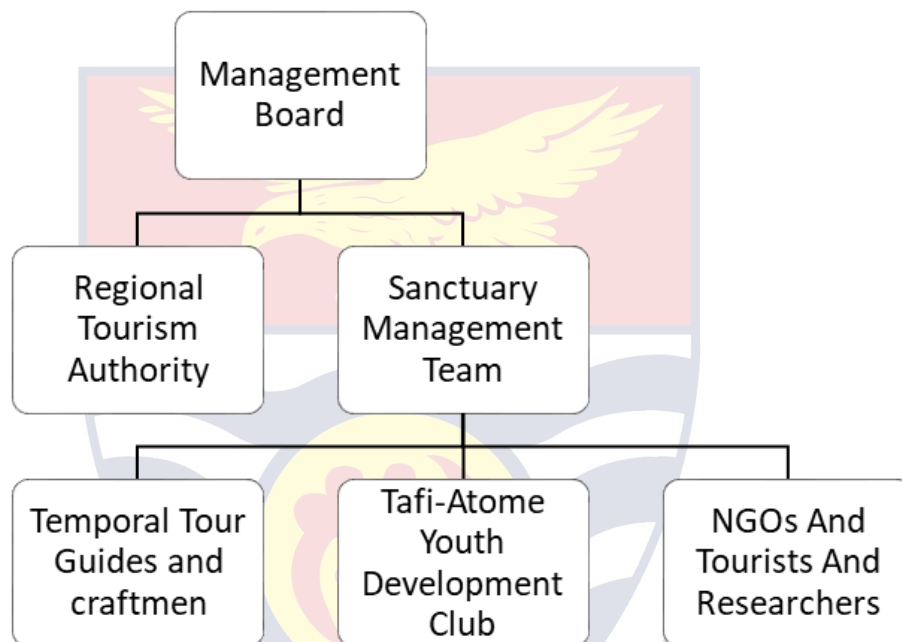 Management
Board
Regional
Tourism
Authority
Sanctuary
Management
Team
Temporal Tour
Guides and
craftmen
Tafi-Atome
Youth
Development
Club
NGOs And
Tourists And
Researchers